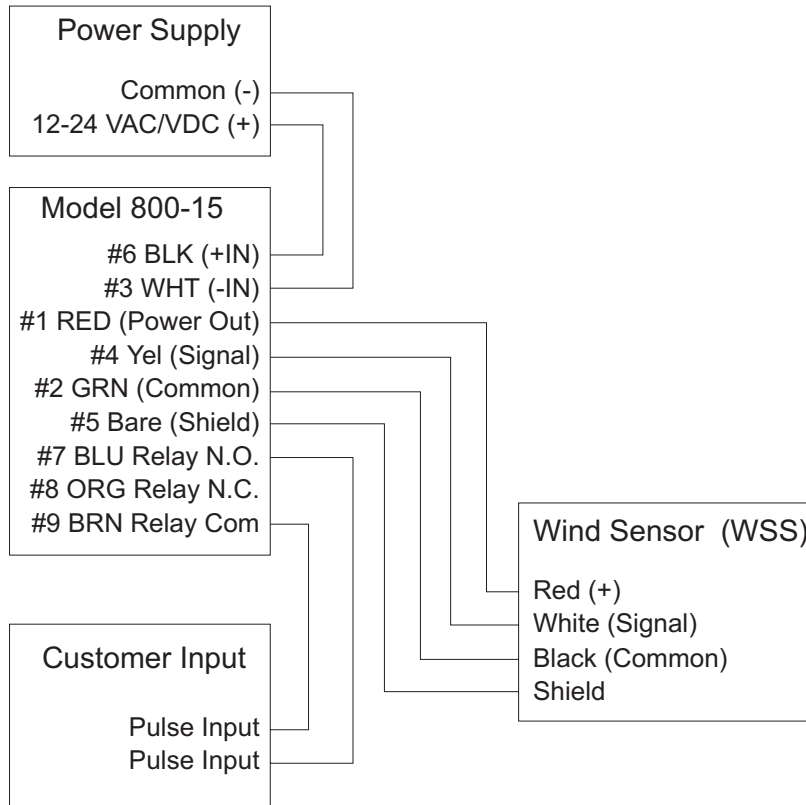 Power Supply
Common (-)
12-24 VAC/VDC (+)
Model 800-15
#6 BLK (+IN)
#3 WHT (-IN)
#1 RED (Power Out)
#4 Yel (Signal)
#2 GRN (Common)
#5 Bare (Shield)
#7 BLU Relay N.O.
#8 ORG Relay N.C.
#9 BRN Relay Com
Wind Sensor (WSS)
Red (+)
White (Signal)
Black (Common)
Shield
Customer Input
Pulse Input
Pulse Input